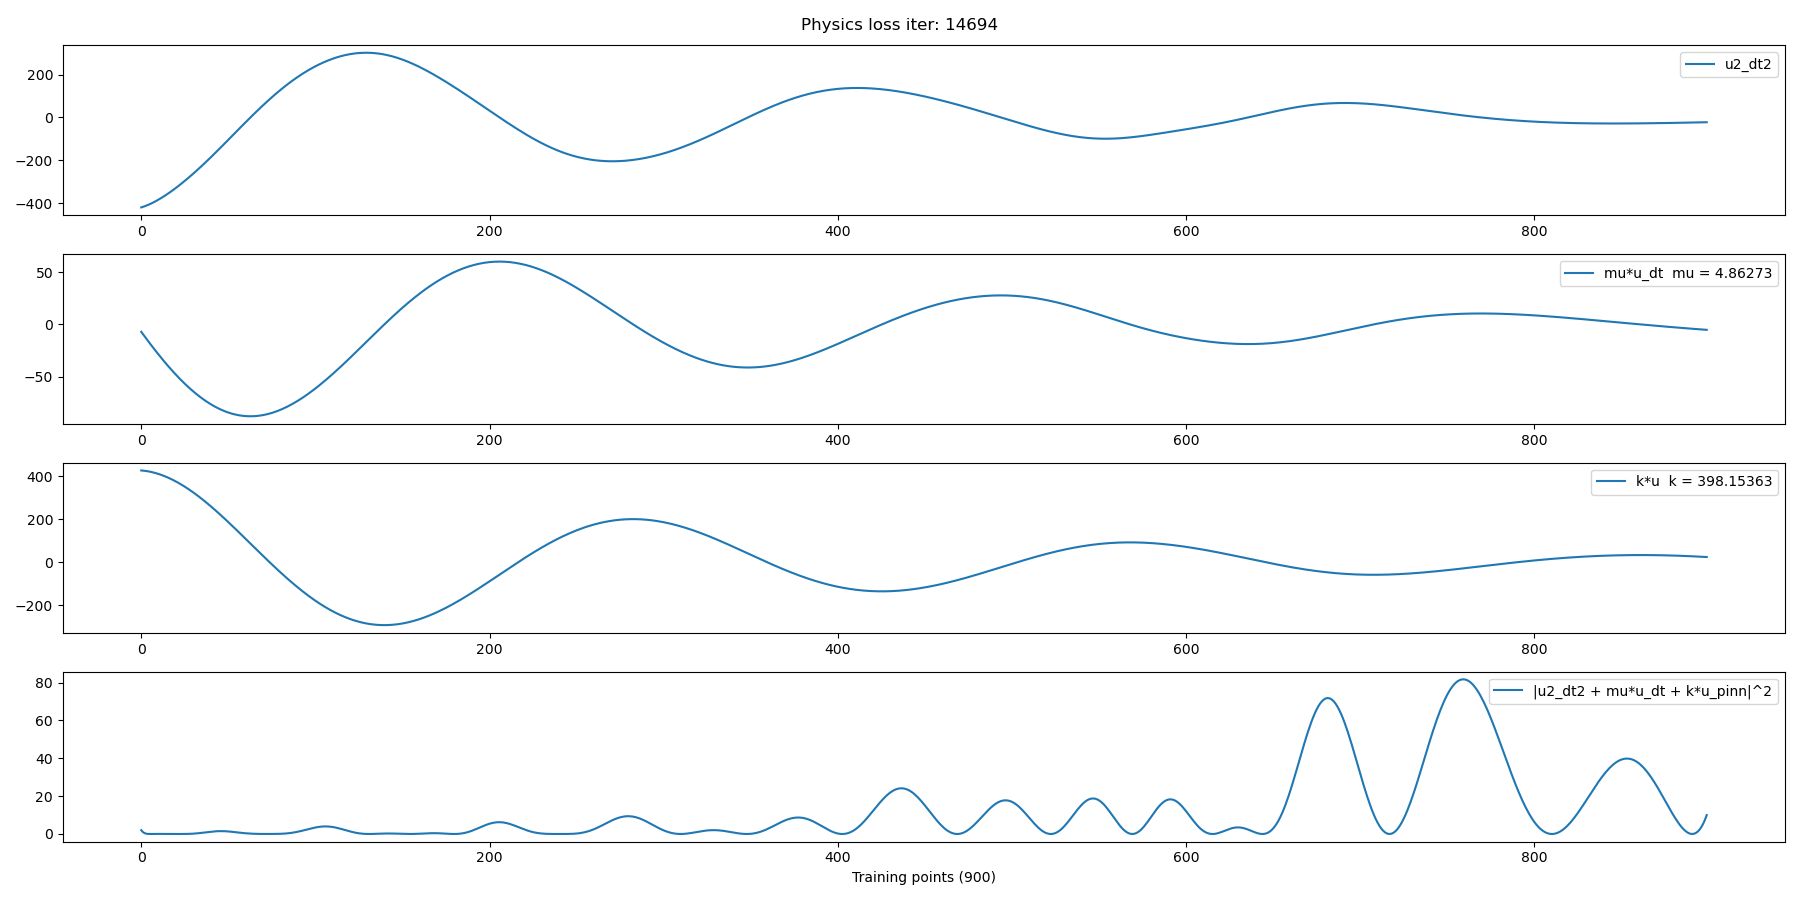 Physics loss iter: 14694
u2_dt2
200
0
−200
−400
0 200 400 600 800
mu*u_dt mu = 4.86273
50
0
−50
0 200 400 600 800
k*u k = 398.15363
400
200
0
−200
0 200 400 600 800
|u2_dt2 + mu*u_dt + k*u_pinn|^2
80
60
40
20
0
0 200 400 600 800
Training points (900)